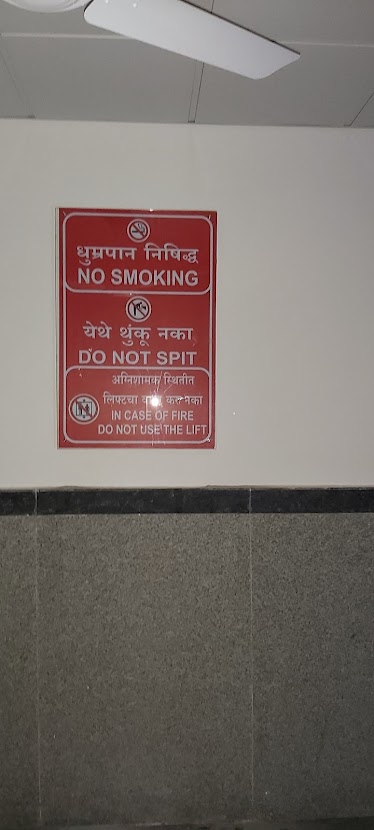 धुम्रपान निषिद्ध
NO SMOKING
येथे थुंकू नका
DO NOT SPIT
अग्निशामक स्थितीत
लिफ्टचा नका
IN CASE OF FIRE
DO NOT USE THE LIFT